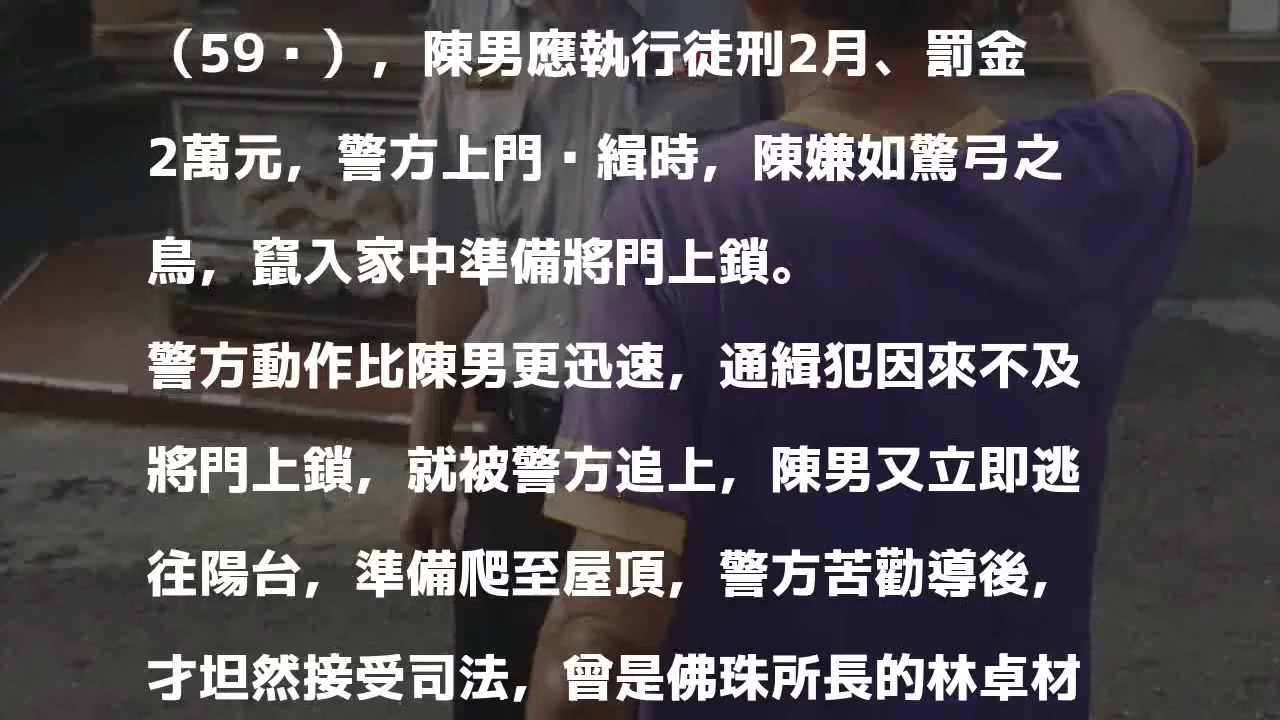 （59▪），陳男應執行徒刑2月、罰金
2萬元，警方上門▪緝時，陳嫌如驚弓之
鳥，竄入家中準備將門上鎖。
警方動作比陳男更迅速，通緝犯因來不及
將門上鎖，就被警方追上，陳男又立即逃
往陽台，準備爬至屋頂，警方苦勸導後，
才坦然接受司法，曾是佛珠所長的林卓材